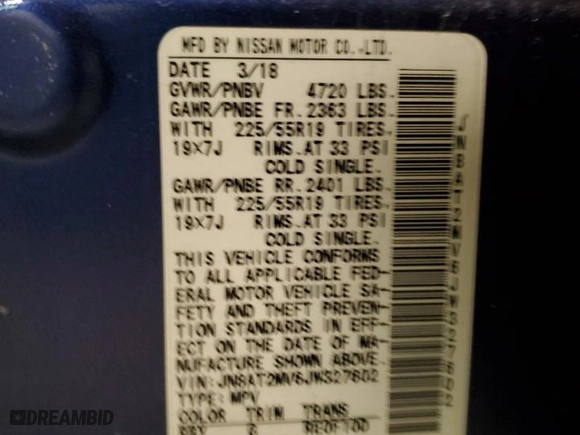 MFD BY NISSAN MOTOR CO.,LTD.
DATE 3/18
GVWR/PNBV 4720 LBS.
GAWR/PNBE FR. 2363 LBS.
WITH 225/55R19 TIRES.
19X7J RIMS. AT 33 PSI
COLD SINGLE.
GAWR/PNBE RR. 2401 LBS.
WITH 225/55R19 TIRES.
19X7J RIMS. AT 33 PSI
COLD SINGLE.
THIS VEHICLE CONFORMS
TO ALL APPLICABLE FED-
ERAL MOTOR VEHICLE SA-
FETY AND THEFT PREVEN-
TION STANDARDS IN EFF-
ECT ON THE DATE OF MA-
NUFACTURE SHOWN ABOVE.
VIN: JN8AT2MV6JW327602
TYPE: MPV
COLOR TRIM TRANS
RBY G RE0F10D
JN8AT2MV6JW327602
DREAMBID